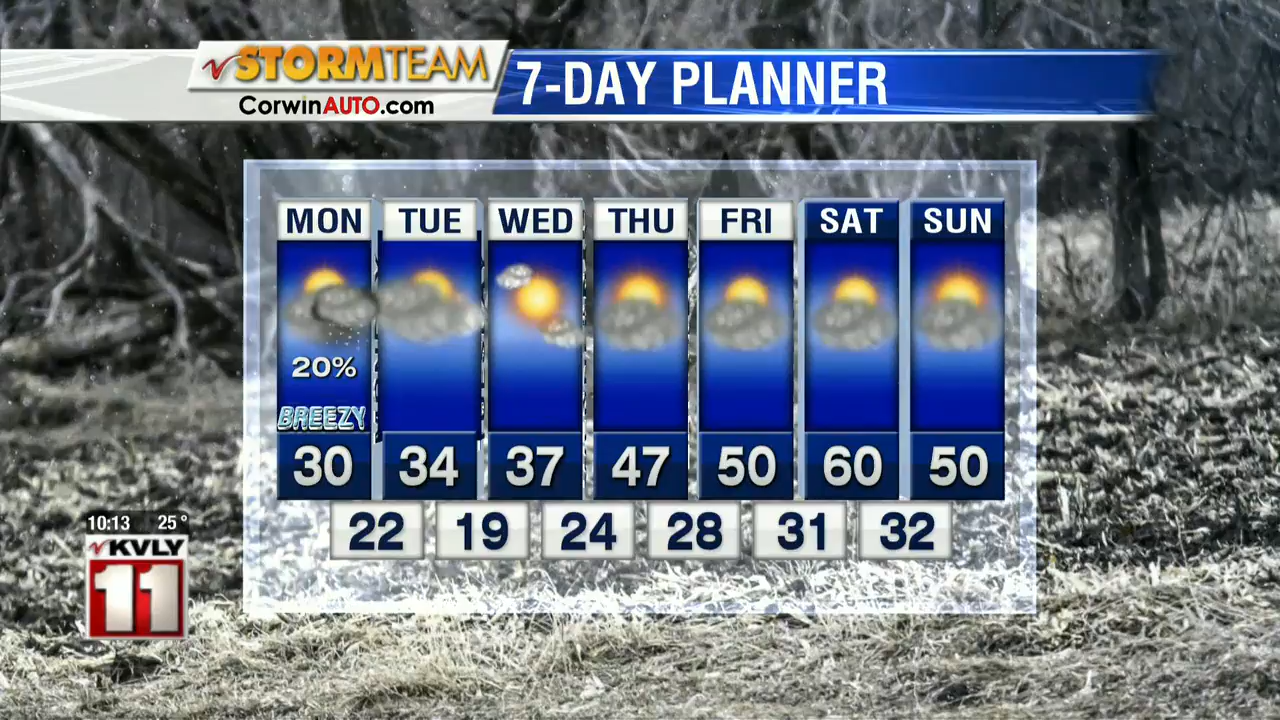 STORMTEAM
CorwinAUTO.com
7-DAY PLANNER
MON TUE WED THU FRI SAT SUN
20%
BREEZY
30 34 37 47 50 60 50
22 19 24 28 31 32
10:13 25°
KVLY
11